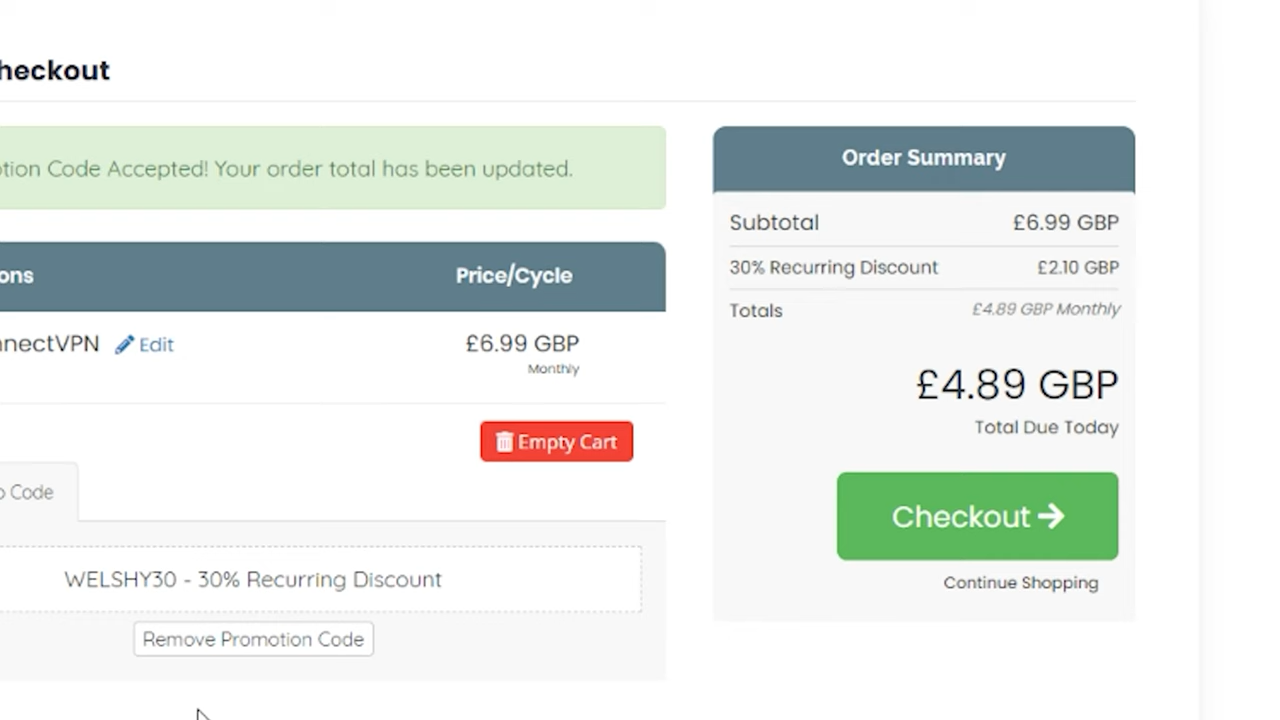 heckout
tion Code Accepted! Your order total has been updated.
ons
Price/Cycle
nnectVPN Edit
£6.99 GBP
Monthly
Empty Cart
o Code
WELSHY30 - 30% Recurring Discount
Remove Promotion Code
Order Summary
Subtotal £6.99 GBP
30% Recurring Discount £2.10 GBP
Totals £4.89 GBP Monthly
£4.89 GBP
Total Due Today
Checkout
Continue Shopping